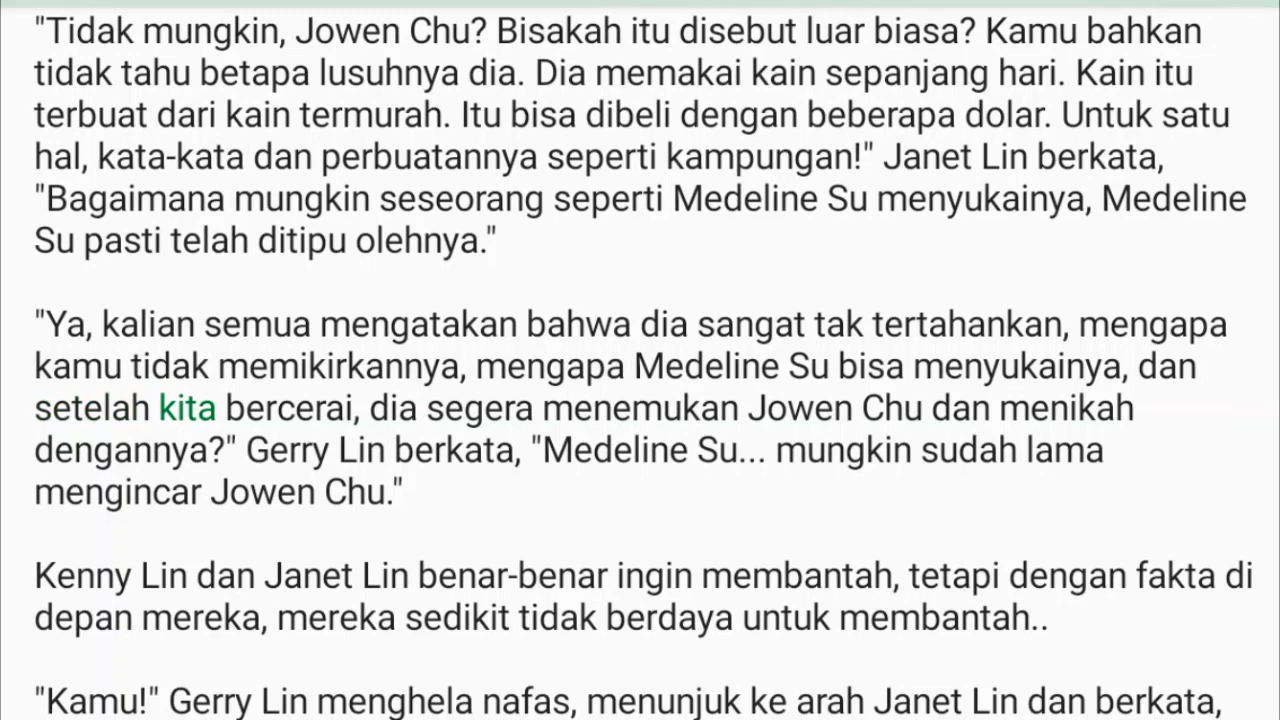 "Tidak mungkin, Jowen Chu? Bisakah itu disebut luar biasa? Kamu bahkan
tidak tahu betapa lusuhnya dia. Dia memakai kain sepanjang hari. Kain itu
terbuat dari kain termurah. Itu bisa dibeli dengan beberapa dolar. Untuk satu
hal, kata-kata dan perbuatannya seperti kampungan!" Janet Lin berkata,
"Bagaimana mungkin seseorang seperti Medeline Su menyukainya, Medeline
Su pasti telah ditipu olehnya."
"Ya, kalian semua mengatakan bahwa dia sangat tak tertahankan, mengapa
kamu tidak memikirkannya, mengapa Medeline Su bisa menyukainya, dan
setelah kita bercerai, dia segera menemukan Jowen Chu dan menikah
dengannya?" Gerry Lin berkata, "Medeline Su... mungkin sudah lama
mengincar Jowen Chu."
Kenny Lin dan Janet Lin benar-benar ingin membantah, tetapi dengan fakta di
depan mereka, mereka sedikit tidak berdaya untuk membantah..
"Kamu!" Gerry Lin menghela nafas, menunjuk ke arah Janet Lin dan berkata,